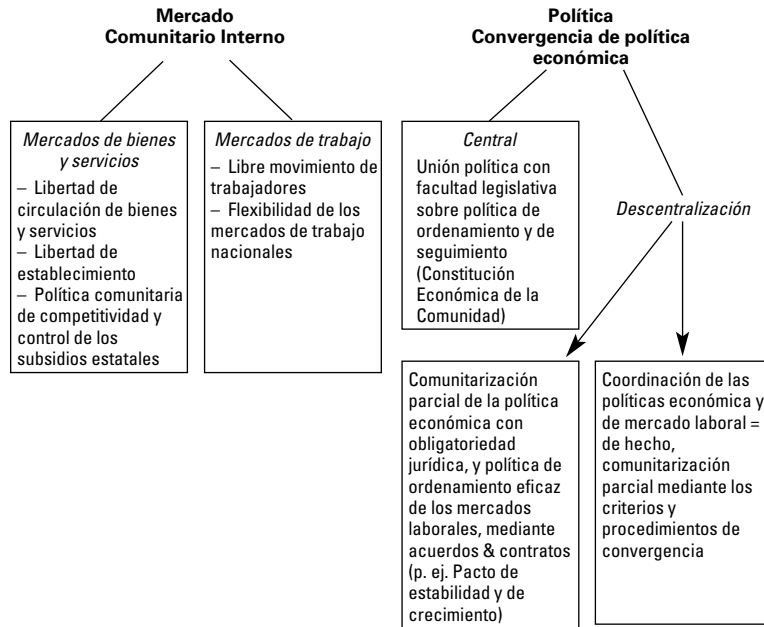 Mercado
Comunitario Interno
Política
Convergencia de política
económica
Mercados de bienes
y servicios
– Libertad de
circulación de bienes
y servicios
– Libertad de
establecimiento
– Política comunitaria
de competitividad y
control de los
subsidios estatales
Mercados de trabajo
– Libre movimiento de
trabajadores
– Flexibilidad de los
mercados de trabajo
nacionales
Central
Unión política con
facultad legislativa
sobre política de
ordenamiento y de
seguimiento
(Constitución
Económica de la
Comunidad)
Descentralización
Comunitarización
parcial de la política
económica con
obligatoriedad
jurídica, y política de
ordenamiento eficaz
de los mercados
laborales, mediante
acuerdos & contratos
(p. ej. Pacto de
estabilidad y de
crecimiento)
Coordinación de las
políticas económica y
de mercado laboral =
de hecho,
comunitarización
parcial mediante los
criterios y
procedimientos de
convergencia